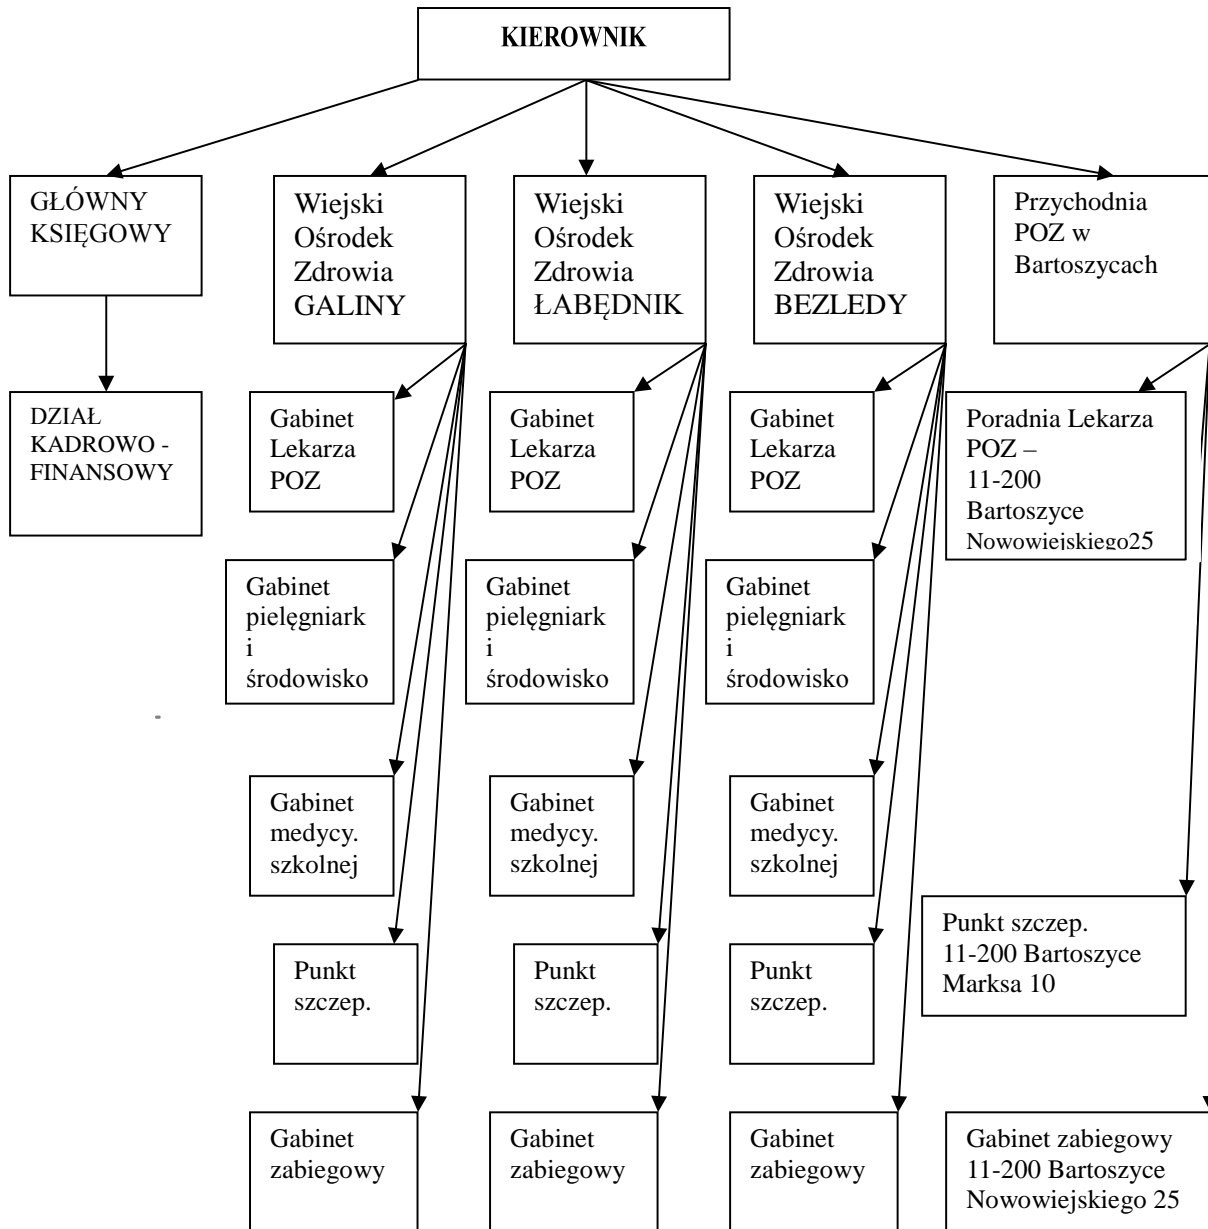 KIEROWNIK
GŁÓWNY
KSIĘGOWY
Wiejski
Ośrodek
Zdrowia
GALINY
Wiejski
Ośrodek
Zdrowia
ŁABĘDNIK
Wiejski
Ośrodek
Zdrowia
BEZLEDY
Przychodnia
POZ w
Bartoszycach
DZIAŁ
KADROWO -
FINANSOWY
Gabinet
Lekarza
POZ
Gabinet
Lekarza
POZ
Gabinet
Lekarza
POZ
Poradnia Lekarza
POZ –
11-200
Bartoszyce
Nowowiejskiego25
Gabinet
pielęgniark
i
środowisko
Gabinet
pielęgniark
i
środowisko
Gabinet
pielęgniark
i
środowisko
Gabinet
medycy.
szkolnej
Gabinet
medycy.
szkolnej
Gabinet
medycy.
szkolnej
Punkt szczep.
11-200 Bartoszyce
Marksa 10
Punkt
szczep.
Punkt
szczep.
Punkt
szczep.
Gabinet
zabiegowy
Gabinet
zabiegowy
Gabinet
zabiegowy
Gabinet zabiegowy
11-200 Bartoszyce
Nowowiejskiego 25